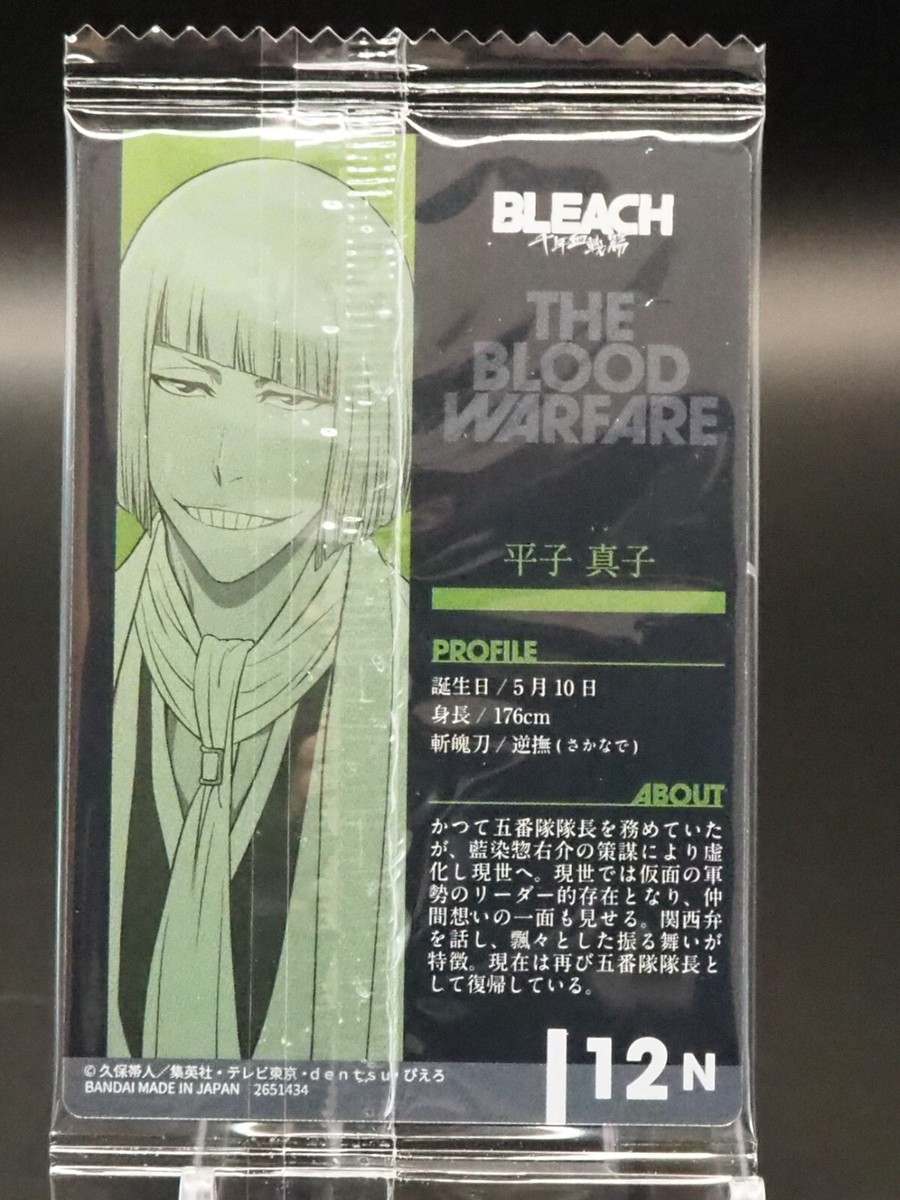 BLEACH
千年血戦篇
THE
BLOOD
WARFARE
平子 真子
PROFILE
誕生日 / 5月10日
身長 / 176cm
斬魄刀 / 逆撫 (さかなで)
ABOUT
かつて五番隊隊長を務めていた
が、藍染惣右介の策謀により虚
化し現世へ。現世では仮面の軍
勢のリーダー的存在となり、仲
間想いの一面も見せる。関西弁
を話し、飄々とした振る舞いが
特徴。現在は再び五番隊隊長と
して復帰している。
12 N
© 久保帯人／集英社・テレビ東京・dentsu・ぴえろ
BANDAI MADE IN JAPAN 2651434